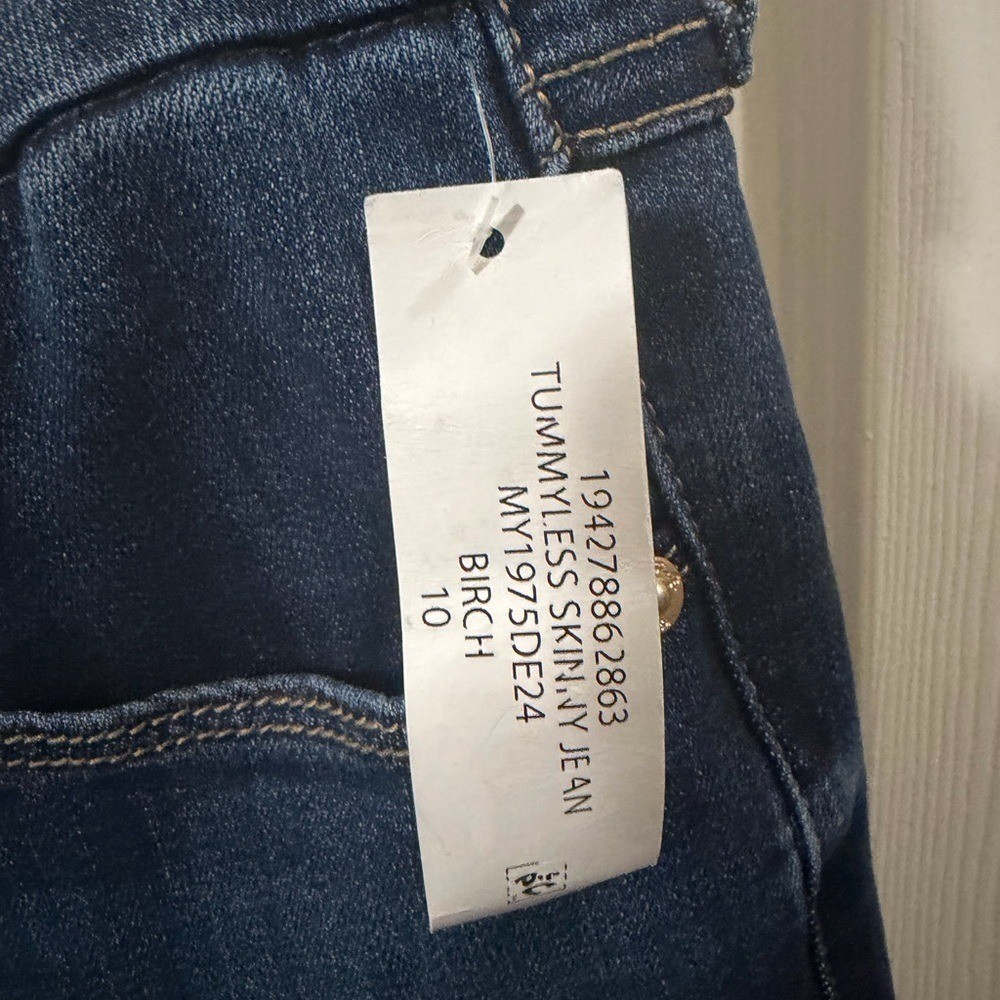 194278862863
TUMMYLESS SKINNY JEAN
MY1975DE24
BIRCH
10